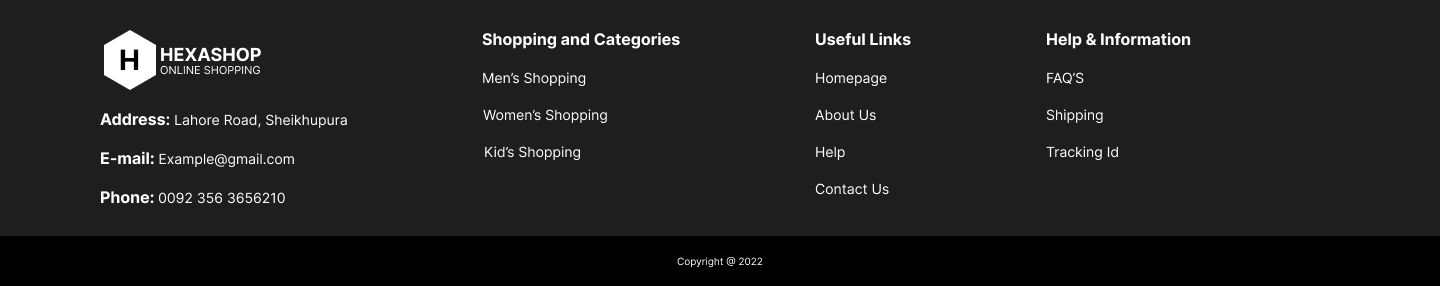 H
HEXASHOP
ONLINE SHOPPING
Address: Lahore Road, Sheikhupura
E-mail: Example@gmail.com
Phone: 0092 356 3656210
Shopping and Categories
Men’s Shopping
Women’s Shopping
Kid’s Shopping
Useful Links
Homepage
About Us
Help
Contact Us
Help & Information
FAQ’S
Shipping
Tracking Id
Copyright @ 2022